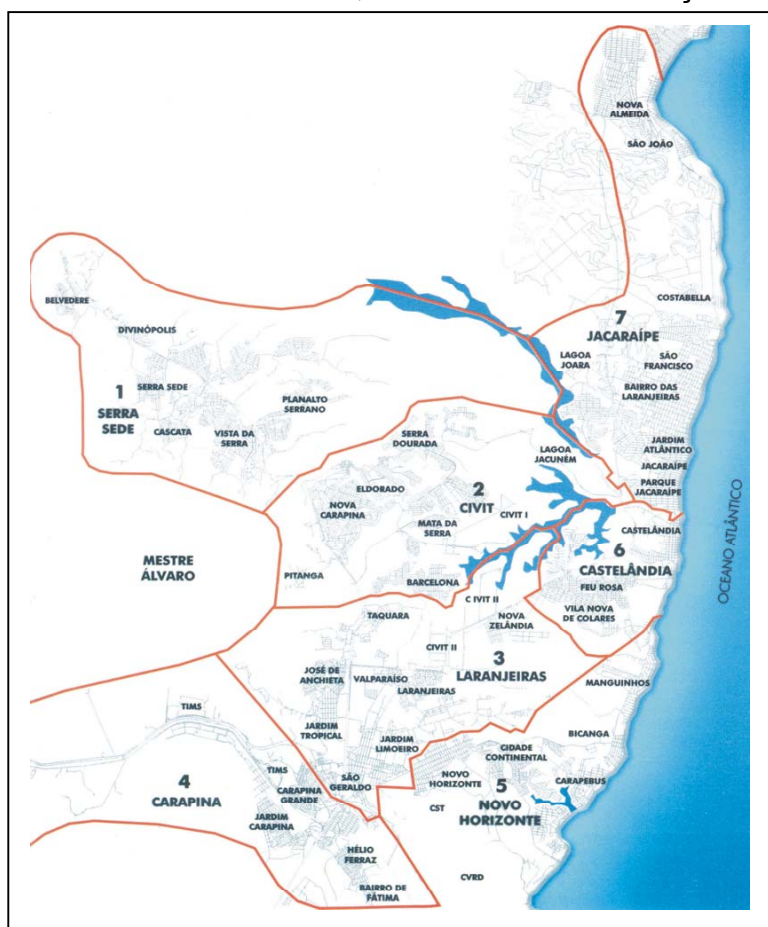 NOVA
ALMEIDA
SÃO JOÃO
COSTABELLA
7
JACARAÍPE
LAGOA
JOARA
SÃO
FRANCISCO
BAIRRO DAS
LARANJEIRAS
JARDIM
ATLÂNTICO
JACARAÍPE
PARQUE
JACARAÍPE
BELVEDERE
DIVINÓPOLIS
1
SERRA
SEDE
SERRA SEDE
PLANALTO
SERRANO
CASCATA
VISTA DA
SERRA
SERRA
DOURADA
LAGOA
JACUNÉM
2
CIVIT
ELDORADO
NOVA
CARAPINA
CIVIT I
MATA DA
SERRA
PITANGA
BARCELONA
MESTRE
ÁLVARO
CASTELÂNDIA
6
CASTELÂNDIA
FEU ROSA
VILA NOVA
DE COLARES
OCEANO ATLÂNTICO
C IVIT II
TAQUARA
NOVA
ZELÂNDIA
CIVIT II
3
LARANJEIRAS
JOSÉ DE
ANCHIETA
VALPARAÍSO
LARANJEIRAS
JARDIM
TROPICAL
JARDIM
LIMOEIRO
SÃO
GERALDO
MANGUINHOS
BICANGA
CIDADE
CONTINENTAL
CARAPEBUS
NOVO
HORIZONTE
5
NOVO
HORIZONTE
CST
CVRD
TIMS
TIMS
4
CARAPINA
CARAPINA
GRANDE
JARDIM
CARAPINA
HÉLIO
FERRAZ
BAIRRO DE
FÁTIMA